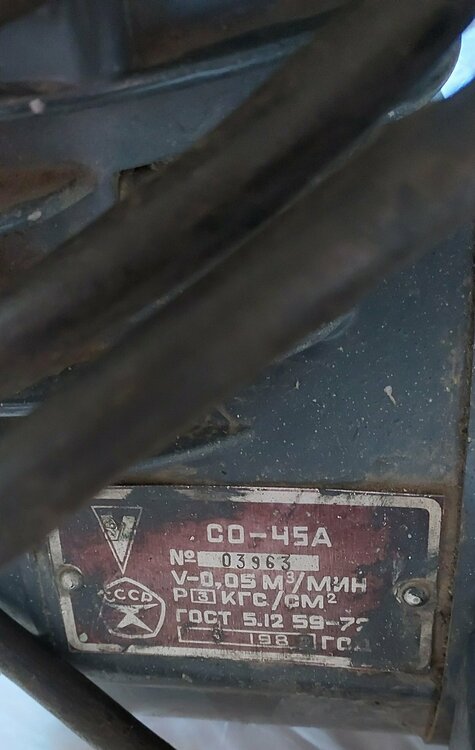 СО-45А
№ 03963
V-0,05 М³/МИН
P 3 КГС/СМ²
СССР
ГОСТ 5.12 59-72
198 ГОД